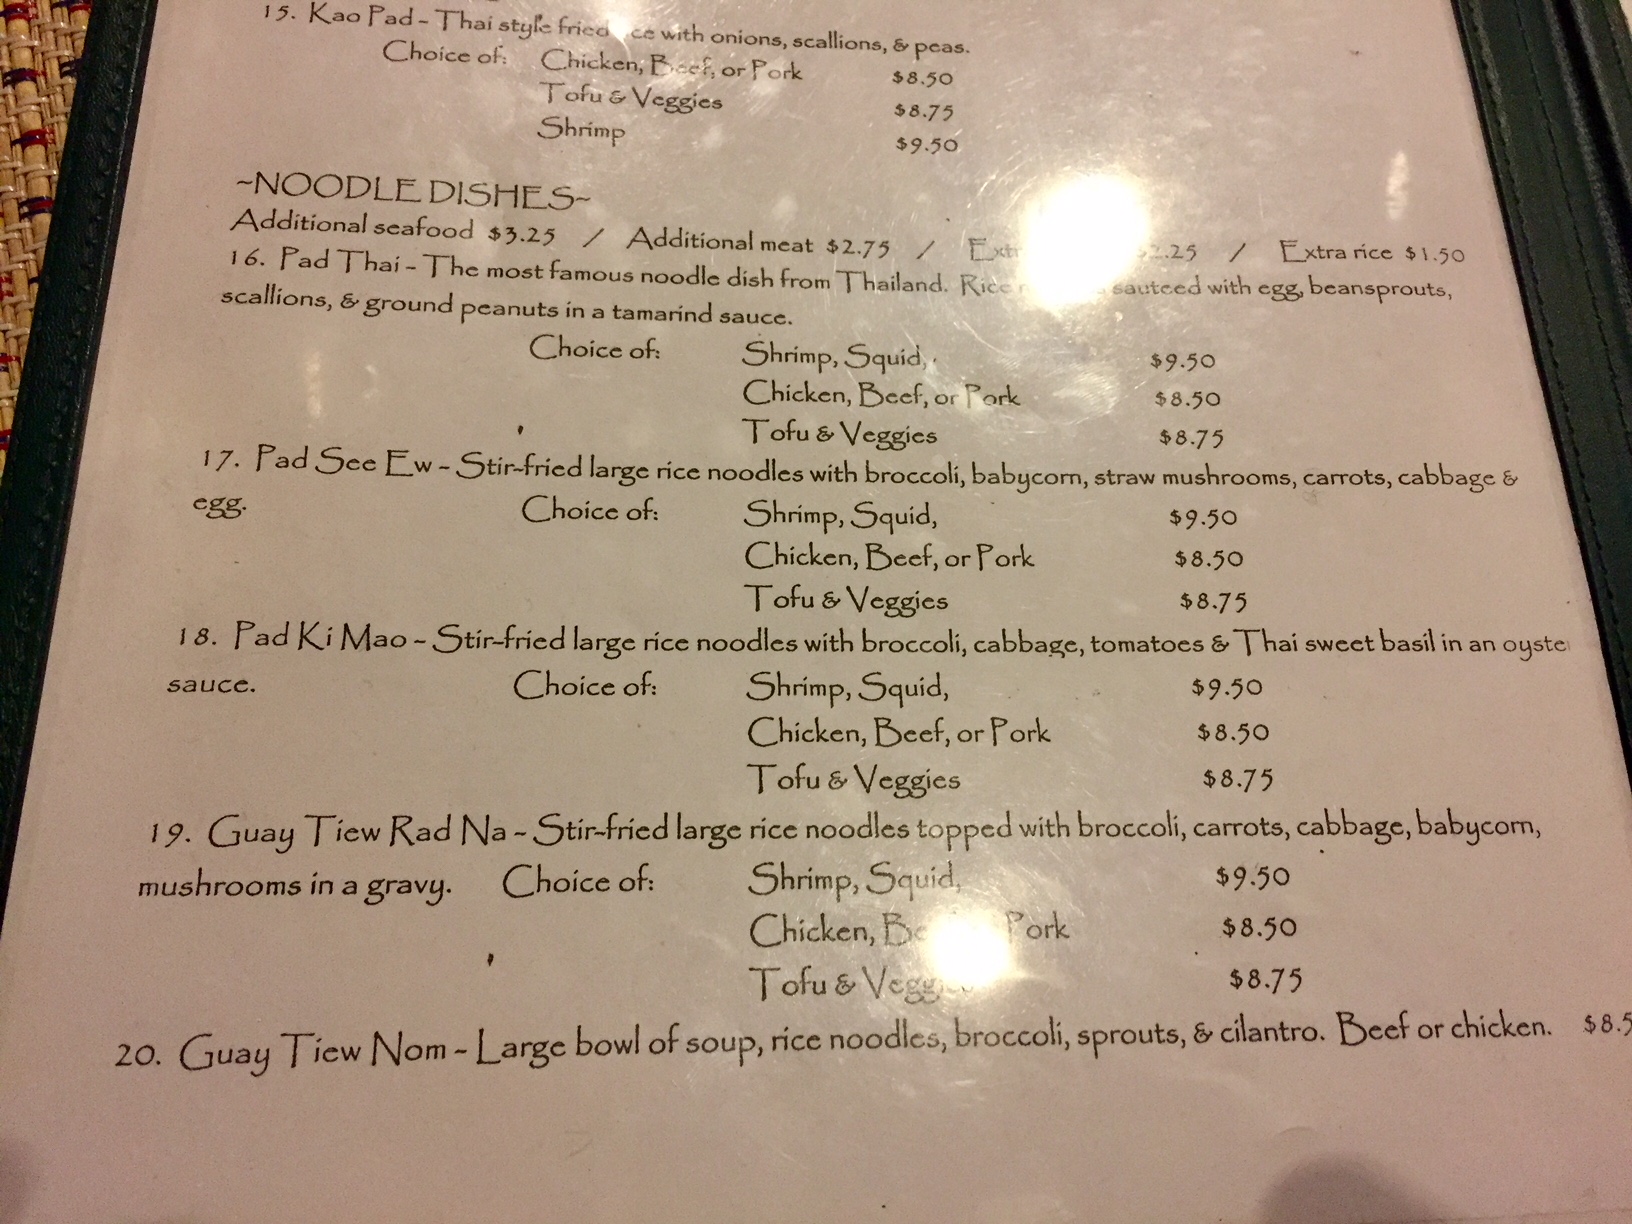 15. Kao Pad - Thai style fried with onions, scallions, & peas.
Choice of: Chicken, Beef, or Pork $8.50
Tofu & Veggies $8.75
Shrimp $9.50
~NOODLE DISHES~
Additional seafood $3.25 / Additional meat $2.75 / / Extra rice $1.50
16. Pad Thai - The most famous noodle dish from Thailand. Rice sauteed with egg, beansprouts,
scallions, & ground peanuts in a tamarind sauce.
Choice of: Shrimp, Squid, $9.50
Chicken, Beef, or Pork $8.50
Tofu & Veggies $8.75
17. Pad See Ew - Stir-fried large rice noodles with broccoli, babycorn, straw mushrooms, carrots, cabbage &
egg. Choice of: Shrimp, Squid, $9.50
Chicken, Beef, or Pork $8.50
Tofu & Veggies $8.75
18. Pad Ki Mao - Stir-fried large rice noodles with broccoli, cabbage, tomatoes & Thai sweet basil in an oyste
sauce. Choice of: Shrimp, Squid, $9.50
Chicken, Beef, or Pork $8.50
Tofu & Veggies $8.75
19. Guay Tiew Rad Na - Stir-fried large rice noodles topped with broccoli, carrots, cabbage, babycorn,
mushrooms in a gravy. Choice of: Shrimp, Squid, $9.50
Chicken, Pork $8.50
Tofu & Veggies $8.75
20. Guay Tiew Nom - Large bowl of soup, rice noodles, broccoli, sprouts, & cilantro. Beef or chicken. $8.5